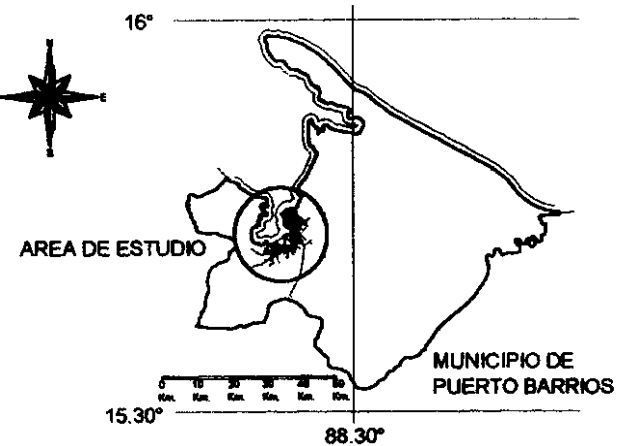 16°
N
E
S
AREA DE ESTUDIO
MUNICIPIO DE
PUERTO BARRIOS
0 10 20 30 40 50
Km. Km. Km. Km. Km. Km.
15.30°
88.30°